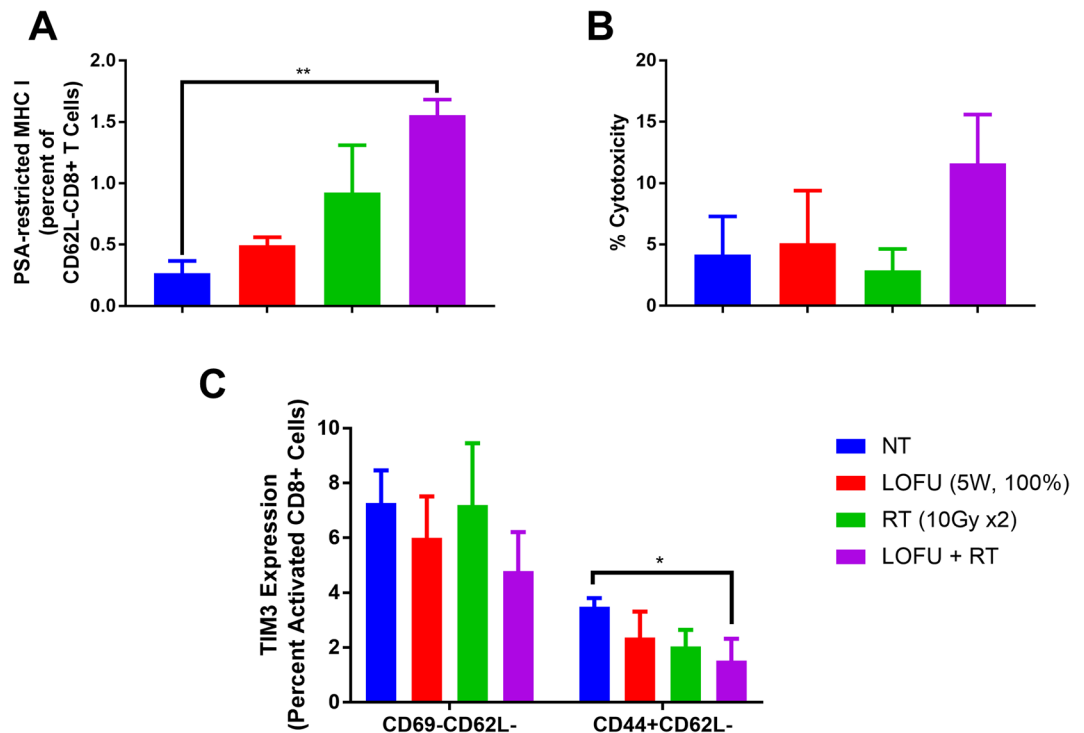 A
PSA-restricted MHC I
(percent of
CD62L-CD8+ T Cells)
2.0
1.5
1.0
0.5
0.0
**
B
% Cytotoxicity
20
15
10
5
0
C
TIM3 Expression
(Percent Activated CD8+ Cells)
10
8
6
4
2
0
*
CD69-CD62L-
CD44+CD62L-
NT
LOFU (5W, 100%)
RT (10Gy x2)
LOFU + RT